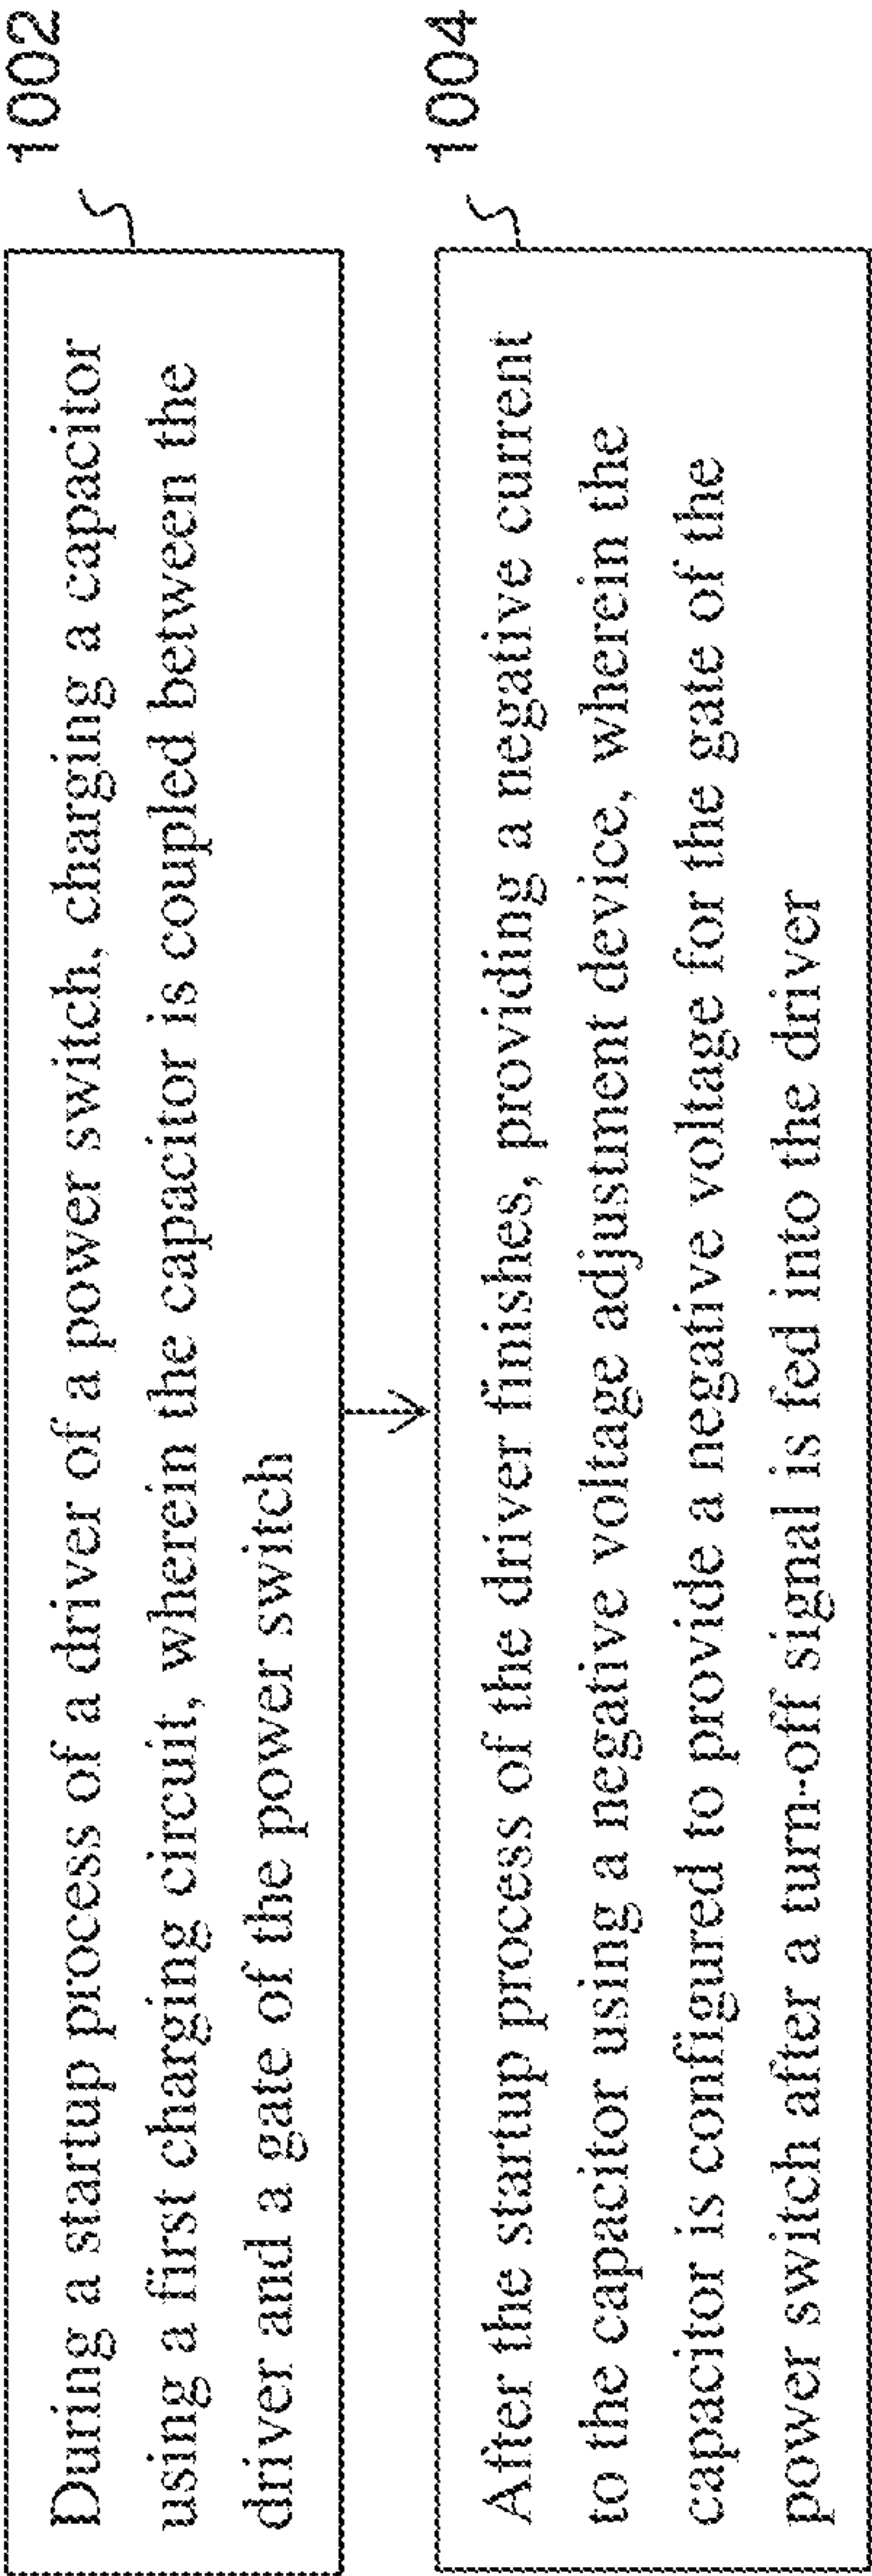 During a startup process of a driver of a power switch, charging a capacitor
using a first charging circuit, wherein the capacitor is coupled between the
driver and a gate of the power switch
1002
After the startup process of the driver finishes, providing a negative current
to the capacitor using a negative voltage adjustment device, wherein the
capacitor is configured to provide a negative voltage for the gate of the
power switch after a turn-off signal is fed into the driver
1004